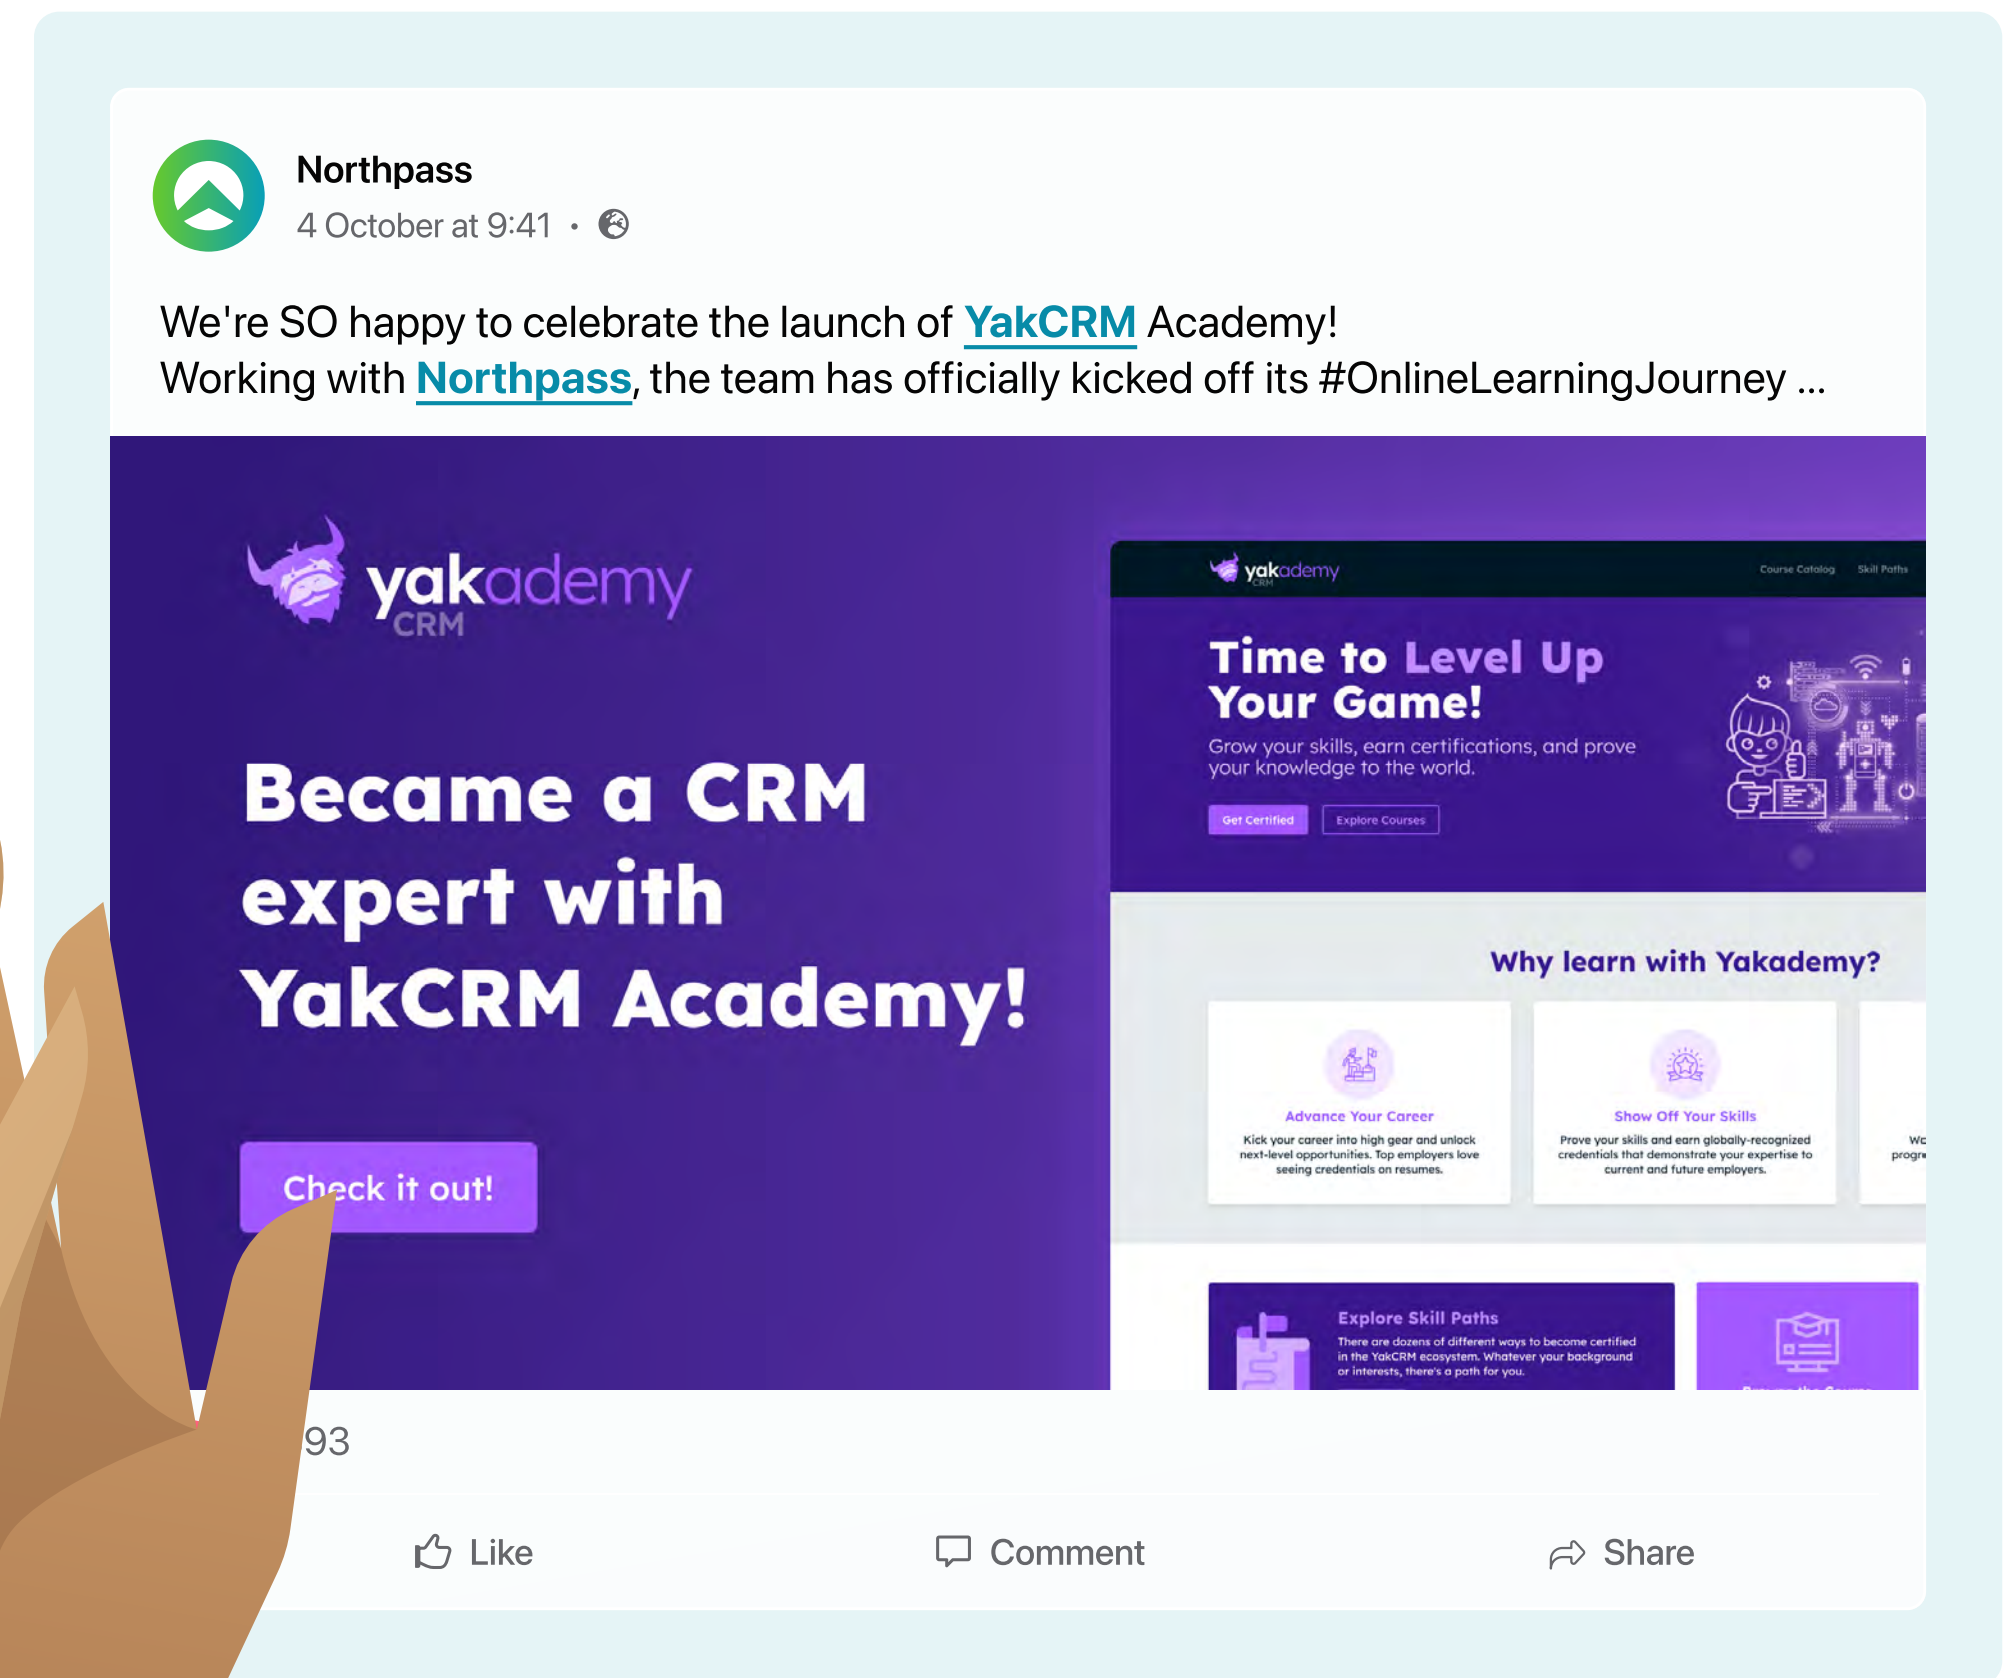 Northpass
4 October at 9:41 •
We're SO happy to celebrate the launch of YakCRM Academy!
Working with Northpass, the team has officially kicked off its #OnlineLearningJourney ...
yakademy
CRM
Became a CRM
expert with
YakCRM Academy!
Check it out!
yakademy
CRM
Course Catalog
Skill Paths
Time to Level Up
Your Game!
Grow your skills, earn certifications, and prove
your knowledge to the world.
Get Certified
Explore Courses
Why learn with Yakademy?
Advance Your Career
Kick your career into high gear and unlock
next-level opportunities. Top employers love
seeing credentials on resumes.
Show Off Your Skills
Prove your skills and earn globally-recognized
credentials that demonstrate your expertise to
current and future employers.
Explore Skill Paths
There are dozens of different ways to become certified
in the YakCRM ecosystem. Whatever your background
or interests, there's a path for you.
93
Like
Comment
Share